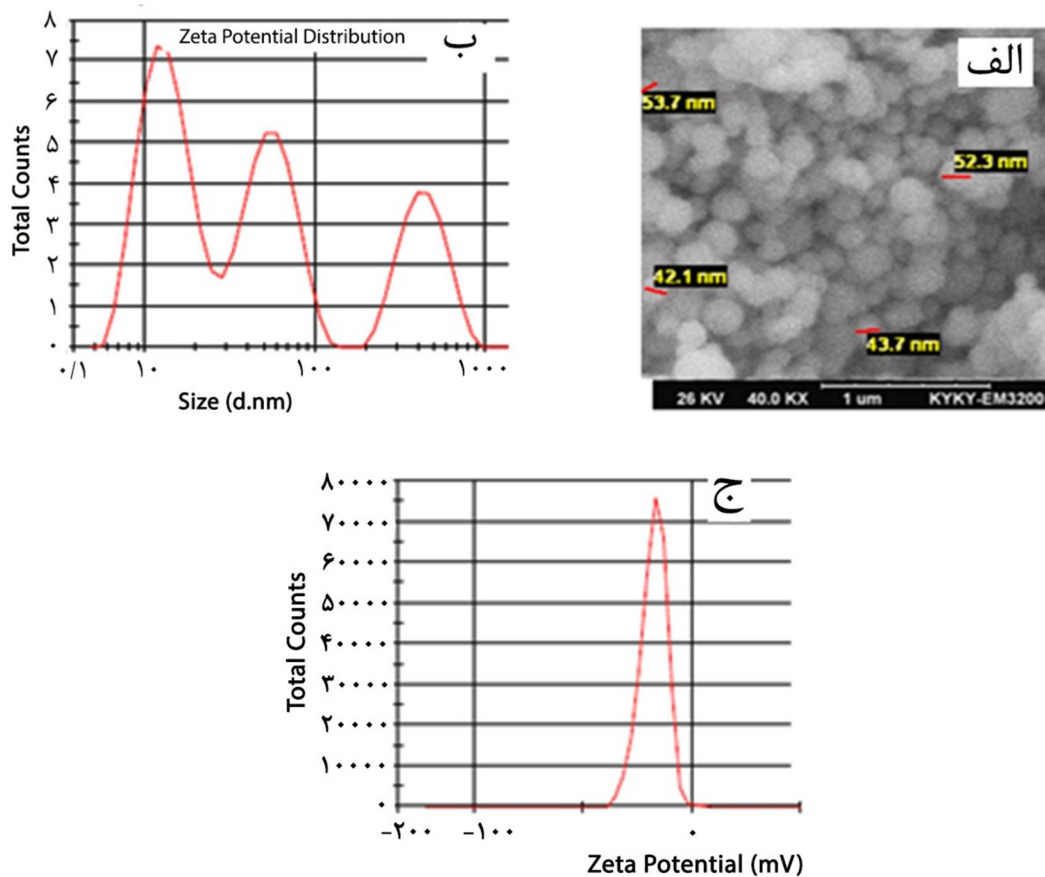 الف
53.7 nm
52.3 nm
42.1 nm
43.7 nm
26 KV 40.0 KX 1 um KYKY-EM3200
ب
Zeta Potential Distribution
Total Counts
۸
۷
۶
۵
۴
۳
۲
۱
۰
۰/۱ ۱۰ ۱۰۰ ۱۰۰۰
Size (d.nm)
ج
Total Counts
۸۰۰۰۰
۷۰۰۰۰
۶۰۰۰۰
۵۰۰۰۰
۴۰۰۰۰
۳۰۰۰۰
۲۰۰۰۰
۱۰۰۰۰
۰
-۲۰۰ -۱۰۰ ۰
Zeta Potential (mV)